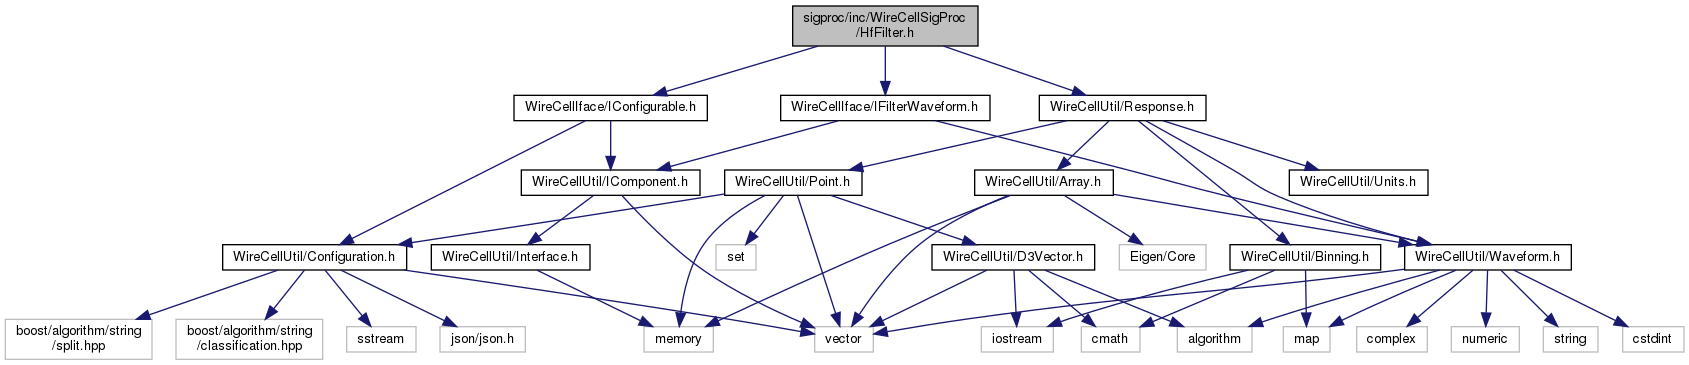 sigproc/inc/WireCellSigProc
/HfFilter.h
WireCellIface/IConfigurable.h
WireCellIface/IFilterWaveform.h
WireCellUtil/Response.h
WireCellUtil/IComponent.h
WireCellUtil/Point.h
WireCellUtil/Array.h
WireCellUtil/Units.h
WireCellUtil/Configuration.h
WireCellUtil/Interface.h
set
WireCellUtil/D3Vector.h
Eigen/Core
WireCellUtil/Binning.h
WireCellUtil/Waveform.h
boost/algorithm/string
/split.hpp
boost/algorithm/string
/classification.hpp
sstream
json/json.h
memory
vector
iostream
cmath
algorithm
map
complex
numeric
string
cstdint